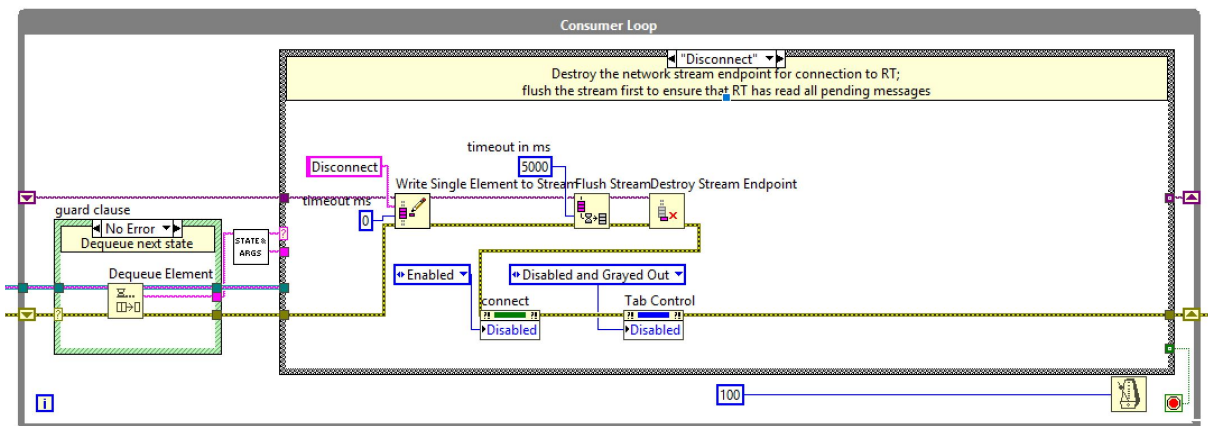 Consumer Loop
"Disconnect"
Destroy the network stream endpoint for connection to RT;
flush the stream first to ensure that RT has read all pending messages
timeout in ms
Disconnect
5000
Write Single Element to Stream
Flush Stream
Destroy Stream Endpoint
timeout ms
0
guard clause
No Error
Dequeue next state
STATE &
ARGS
?
Dequeue Element
?
Enabled
Disabled and Grayed Out
connect
Tab Control
?! ?!
?! ?!
Disabled
Disabled
100
i